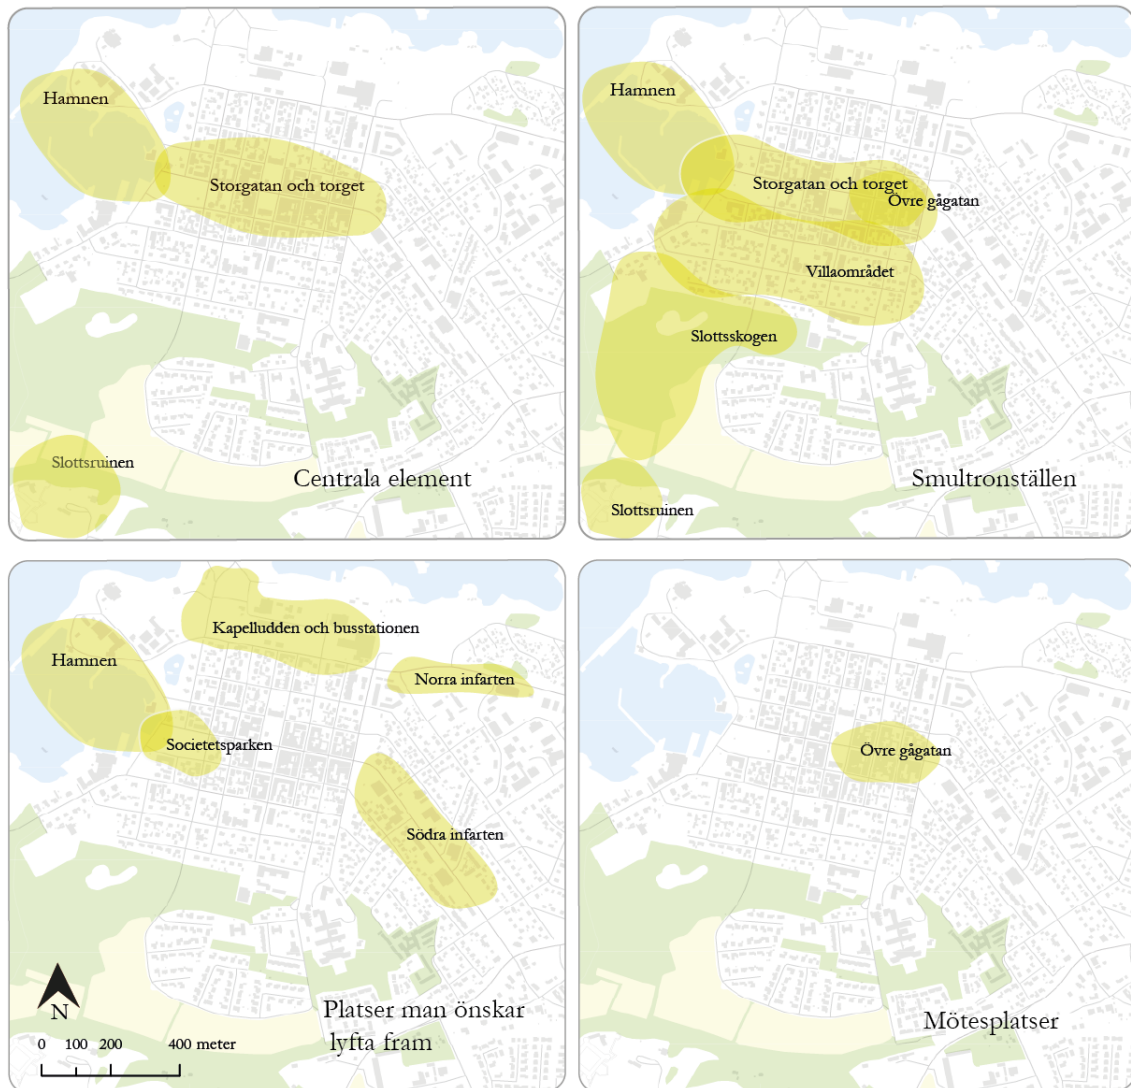 Hamnen
Storgatan och torget
Slottsruinen
Centrala element
Hamnen
Storgatan och torget
Övre gågatan
Villaområdet
Slottsskogen
Slottsruinen
Smultronställen
Kapelludden och busstationen
Hamnen
Norra infarten
Societetsparken
Södra infarten
Platser man önskar
lyfta fram
N
0 100 200 400 meter
Övre gågatan
Mötesplatser